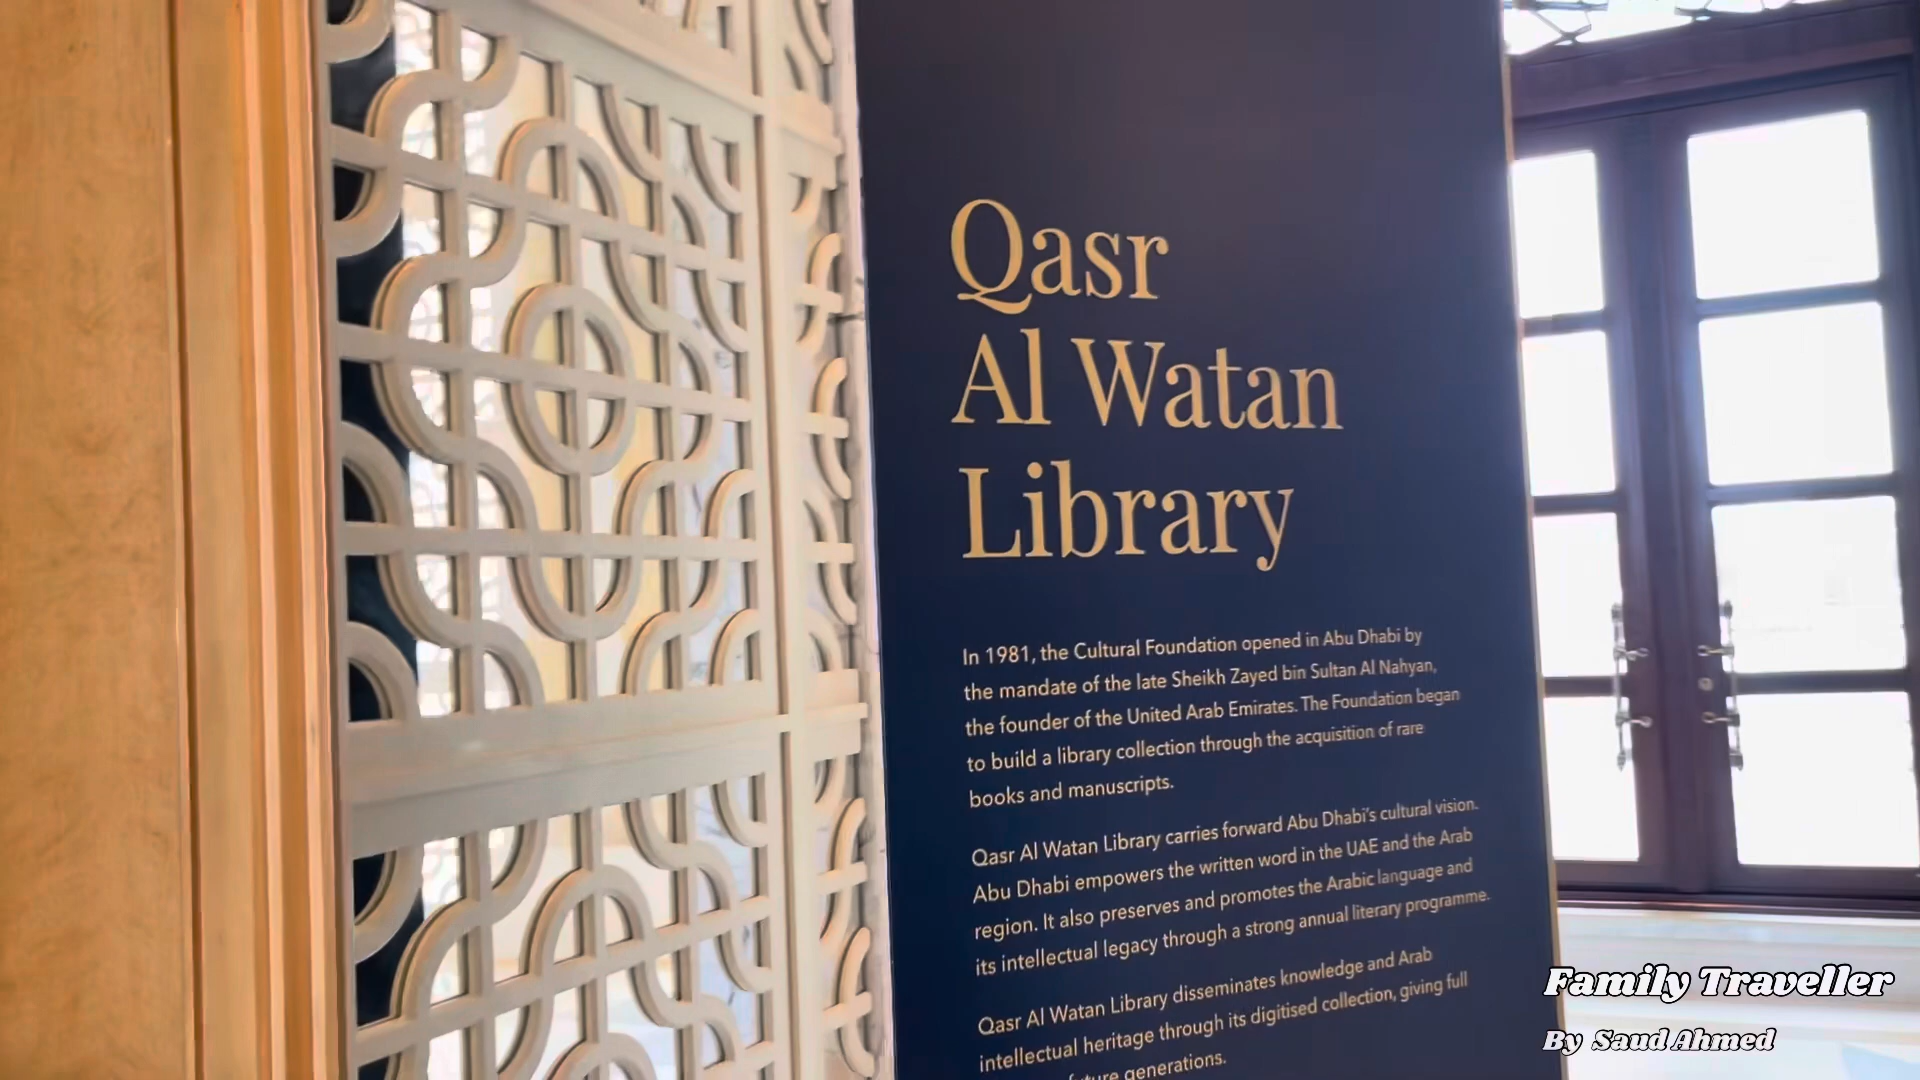 Qasr
Al Watan
Library
In 1981, the Cultural Foundation opened in Abu Dhabi by
the mandate of the late Sheikh Zayed bin Sultan Al Nahyan,
the founder of the United Arab Emirates. The Foundation began
to build a library collection through the acquisition of rare
books and manuscripts.
Qasr Al Watan Library carries forward Abu Dhabi's cultural vision.
Abu Dhabi empowers the written word in the UAE and the Arab
region. It also preserves and promotes the Arabic language and
its intellectual legacy through a strong annual literary programme.
Qasr Al Watan Library disseminates knowledge and Arab
intellectual heritage through its digitised collection, giving full
future generations.
Family Traveller
By Saud Ahmed